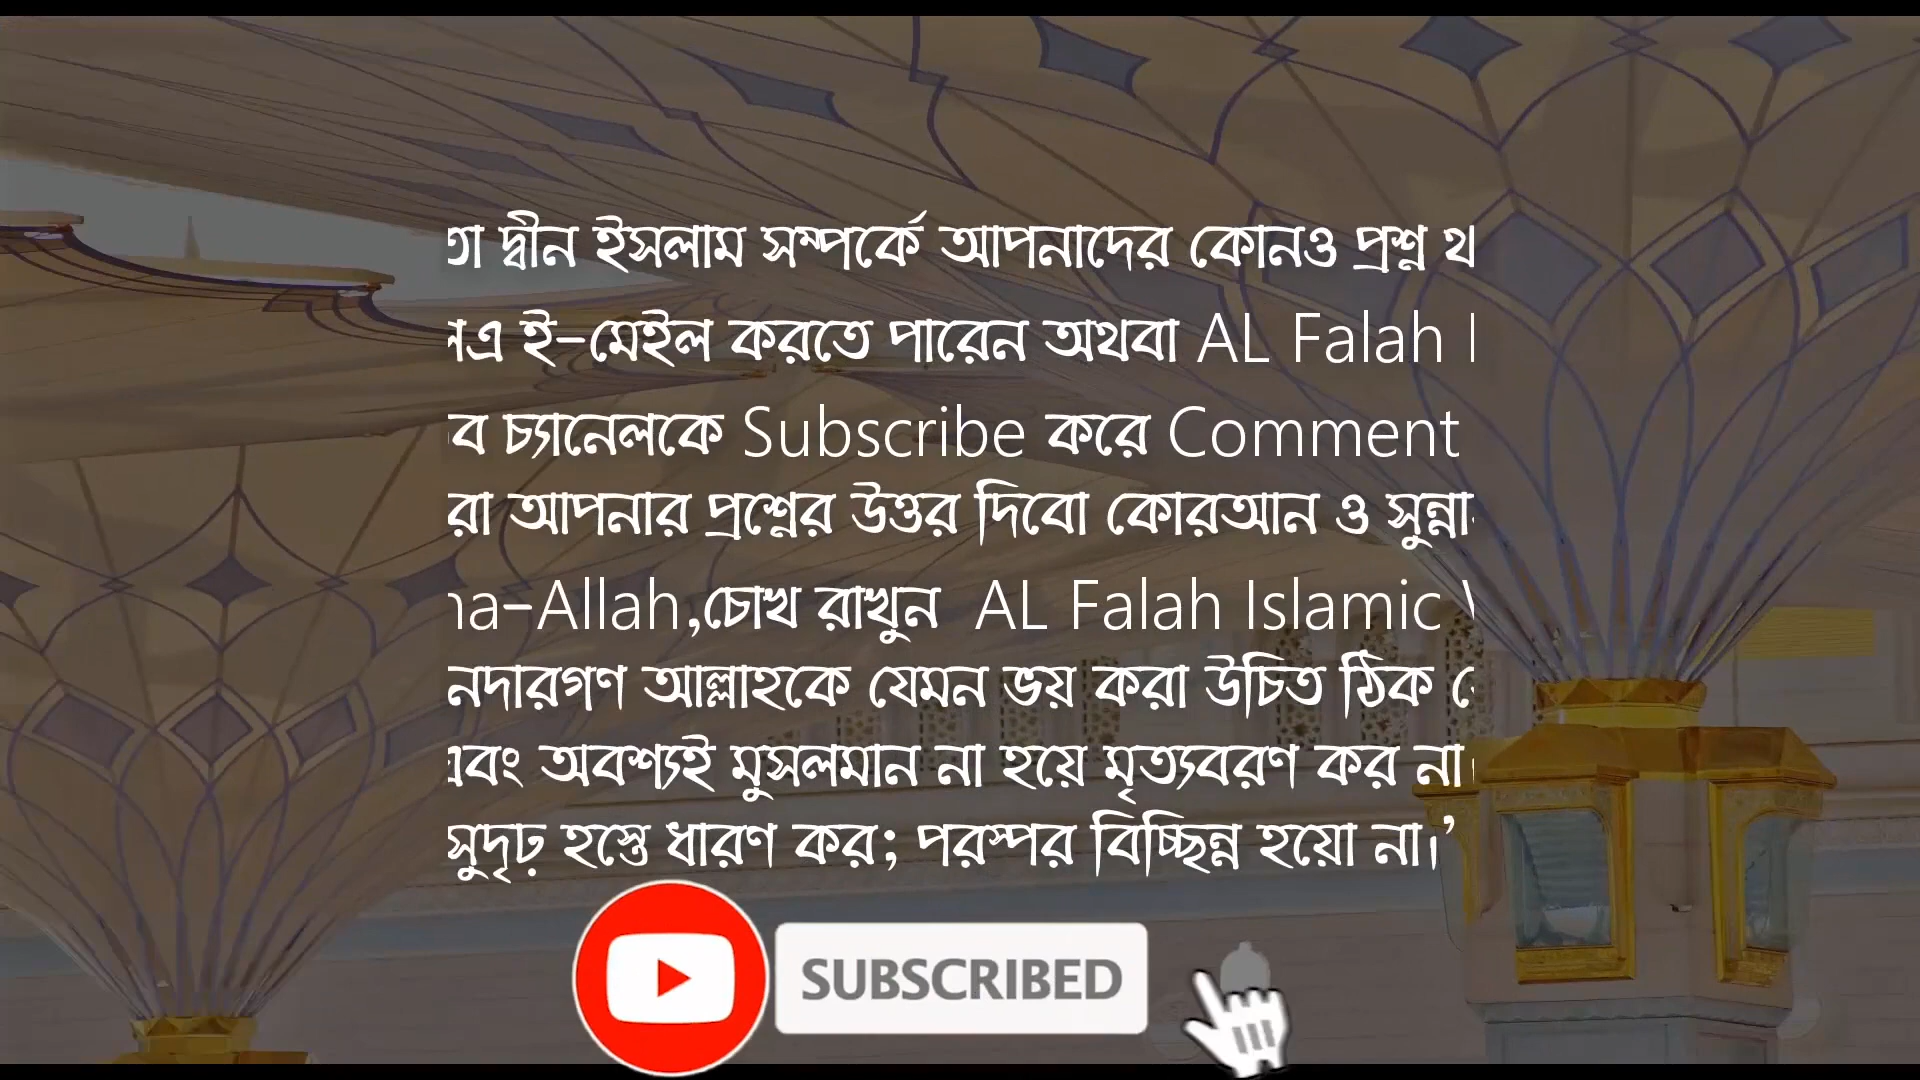 দ্বীন ইসলাম সম্পর্কে আপনাদের কোনও প্রশ্ন
ই-মেইল করতে পারেন অথবা AL Falah
চ্যানেলকে Subscribe করে Comment
আপনার প্রশ্নের উত্তর দিবো কোরআন ও
Allah,চোখ রাখুন AL Falah Islamic
আল্লাহকে যেমন ভয় করা উচিত ঠিক
অবশ্যই মুসলমান না হয়ে মৃত্যবরণ কর না।
সুদৃঢ় হস্তে ধারণ কর; পরস্পর বিচ্ছিন্ন হয়ো না।’
SUBSCRIBED